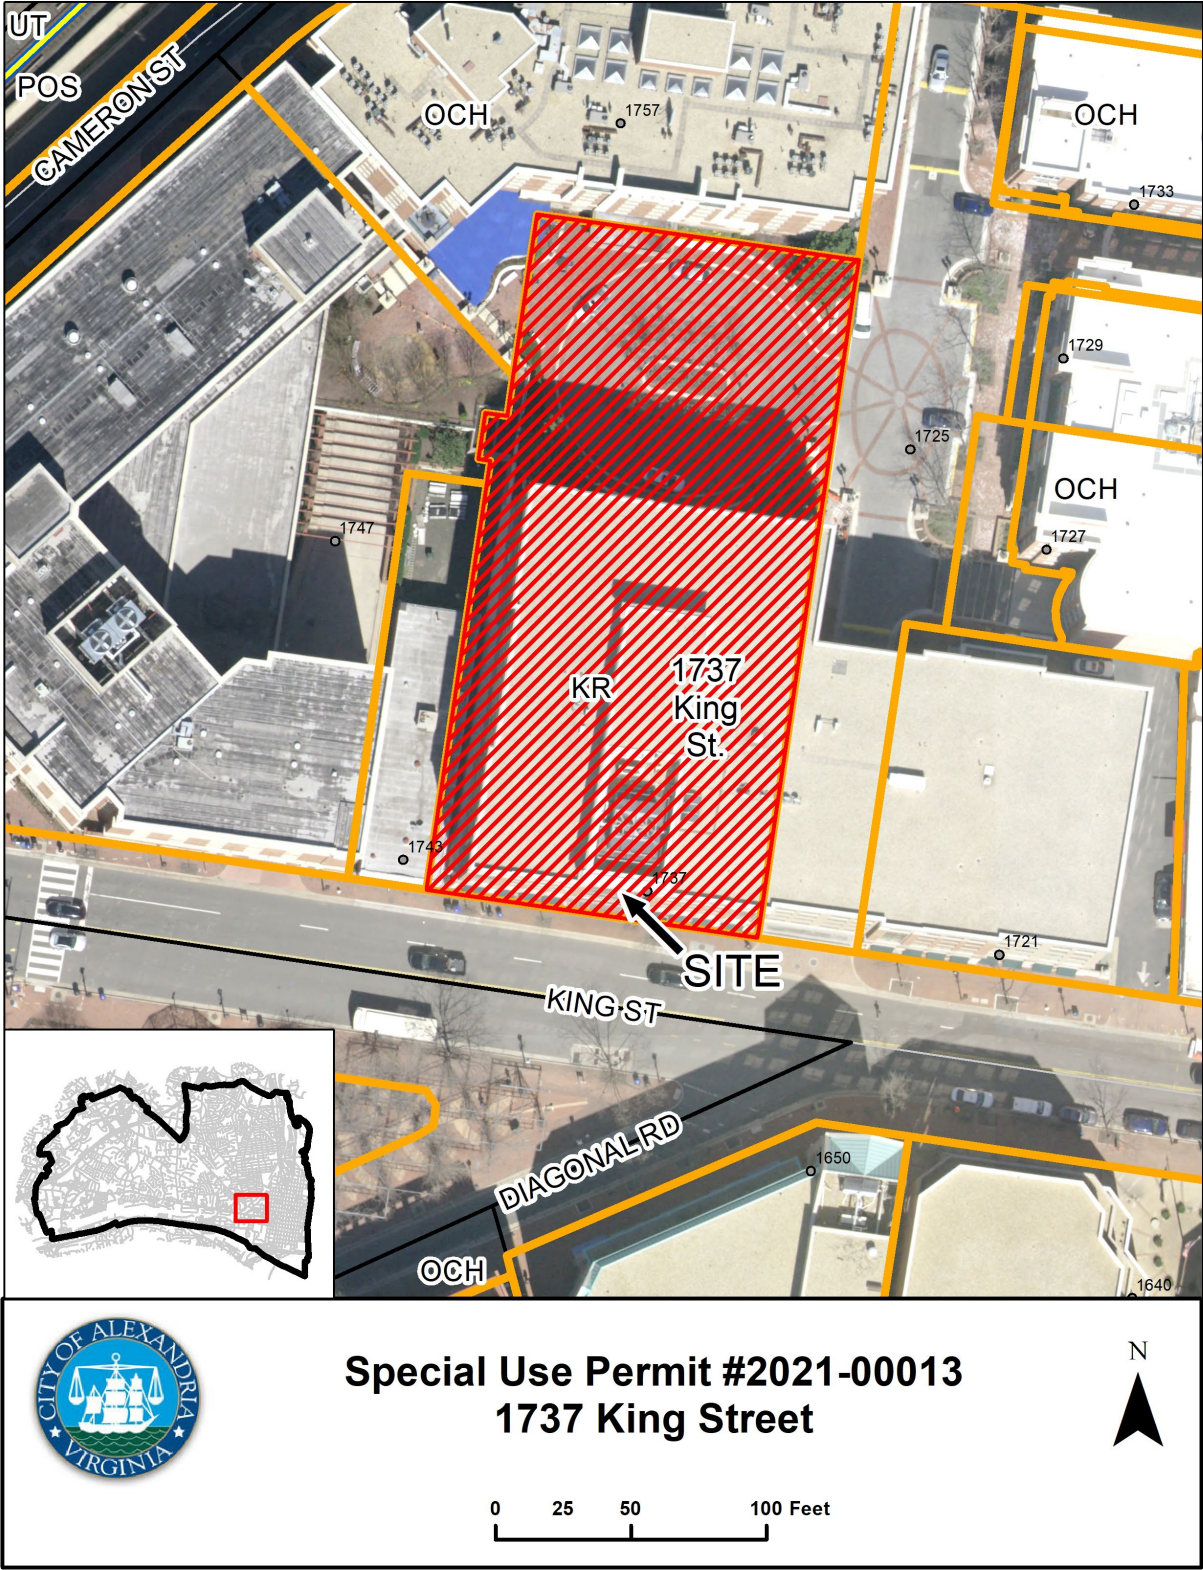 UT
POS
CAMERON ST
OCH
1757
OCH
1733
1729
1725
OCH
1727
1747
KR
1737
King
St.
1743
1737
1721
SITE
KING ST
DIAGONAL RD
1650
OCH
1640
CITY OF ALEXANDRIA
VIRGINIA
Special Use Permit #2021-00013
1737 King Street
N
0 25 50 100 Feet